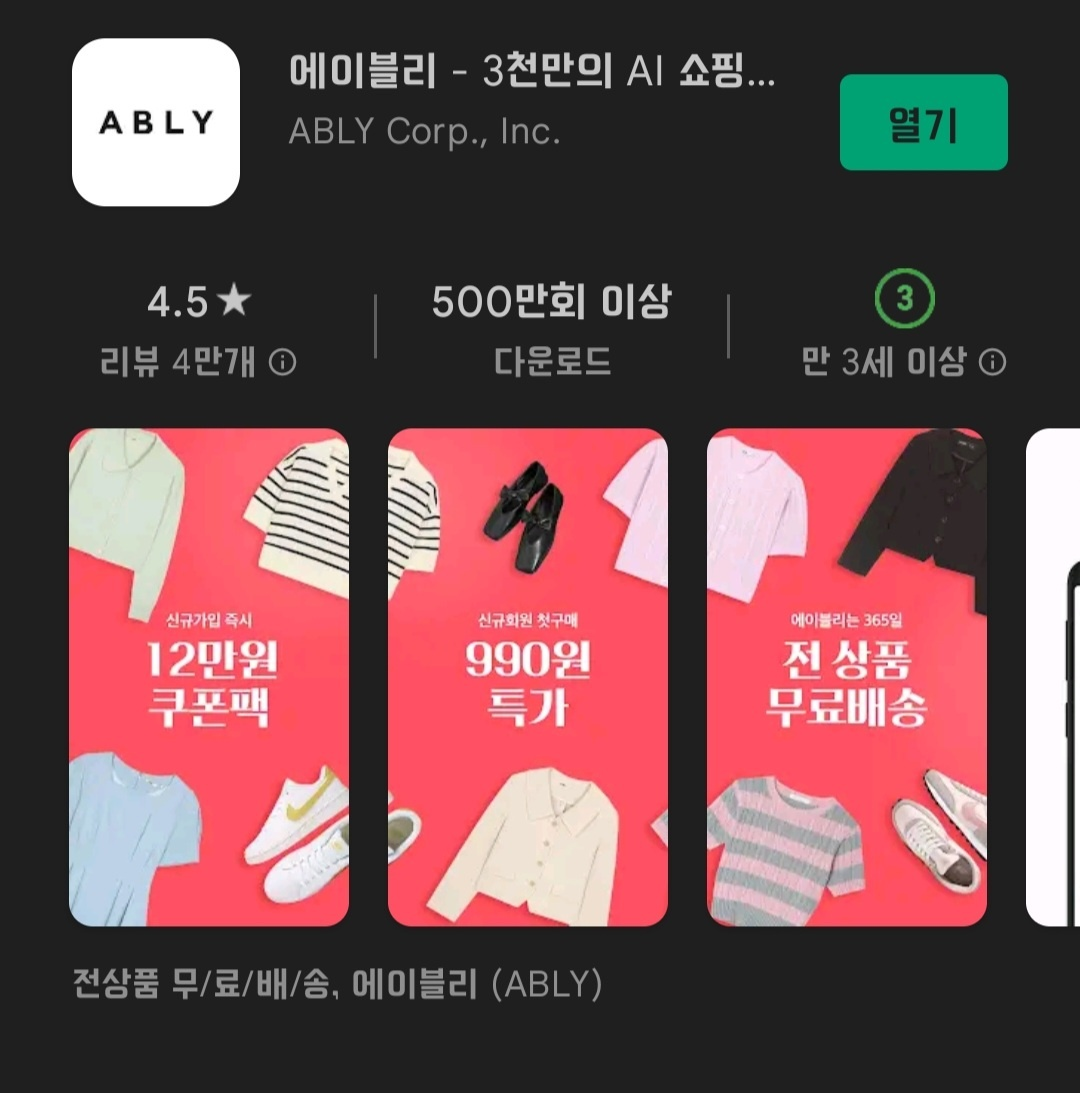 ABLY
에이블리 - 3천만의 AI 쇼핑...
ABLY Corp., Inc.
열기
4.5★
리뷰 4만개
500만회 이상
다운로드
3
만 3세 이상
신규가입 즉시
12만원
쿠폰팩
신규회원 첫구매
990원
특가
에이블리는 365일
전 상품
무료배송
전상품 무/료/배/송, 에이블리 (ABLY)